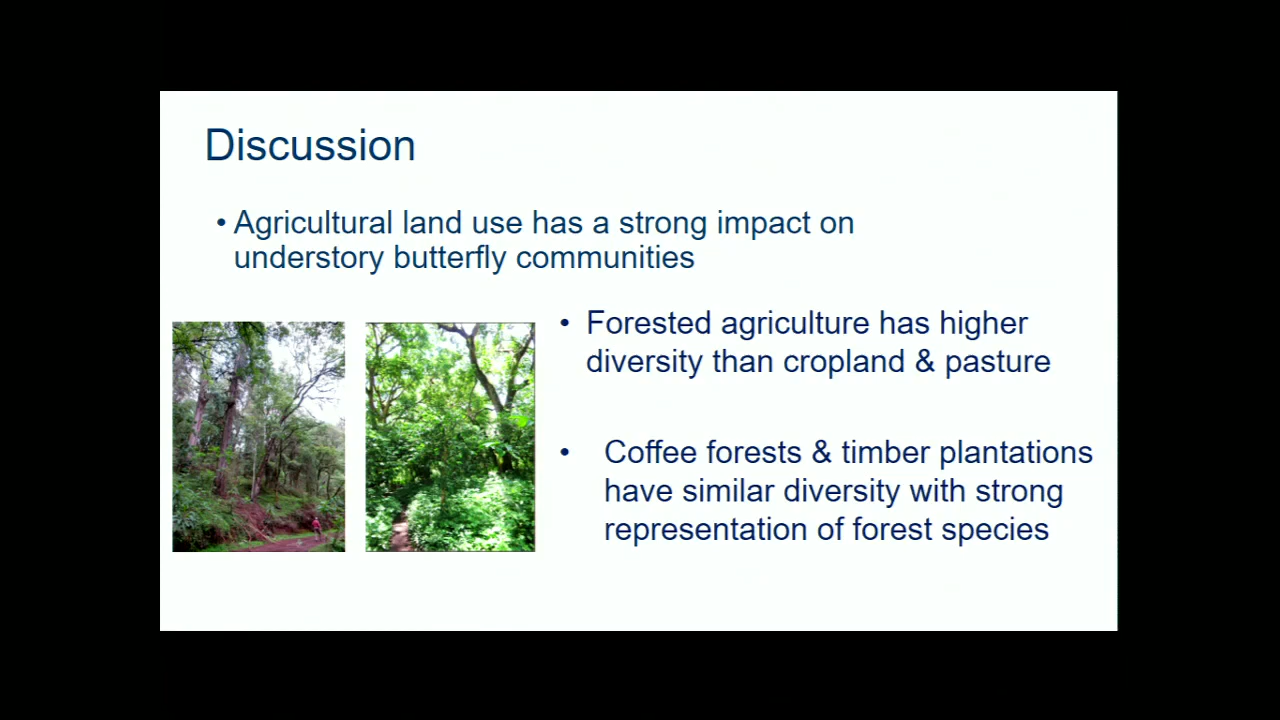 Discussion
• Agricultural land use has a strong impact on
understory butterfly communities
• Forested agriculture has higher
diversity than cropland & pasture
• Coffee forests & timber plantations
have similar diversity with strong
representation of forest species